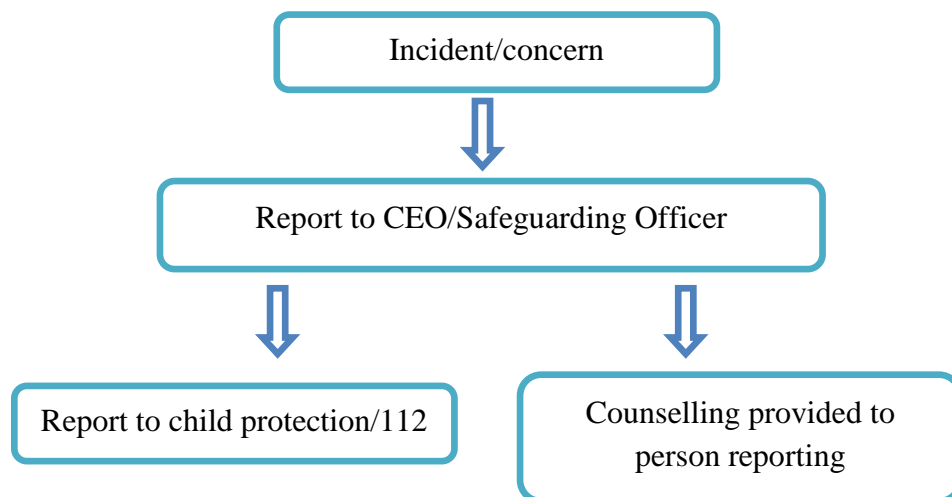 Incident/concern
Report to CEO/Safeguarding Officer
Report to child protection/112
Counselling provided to
person reporting